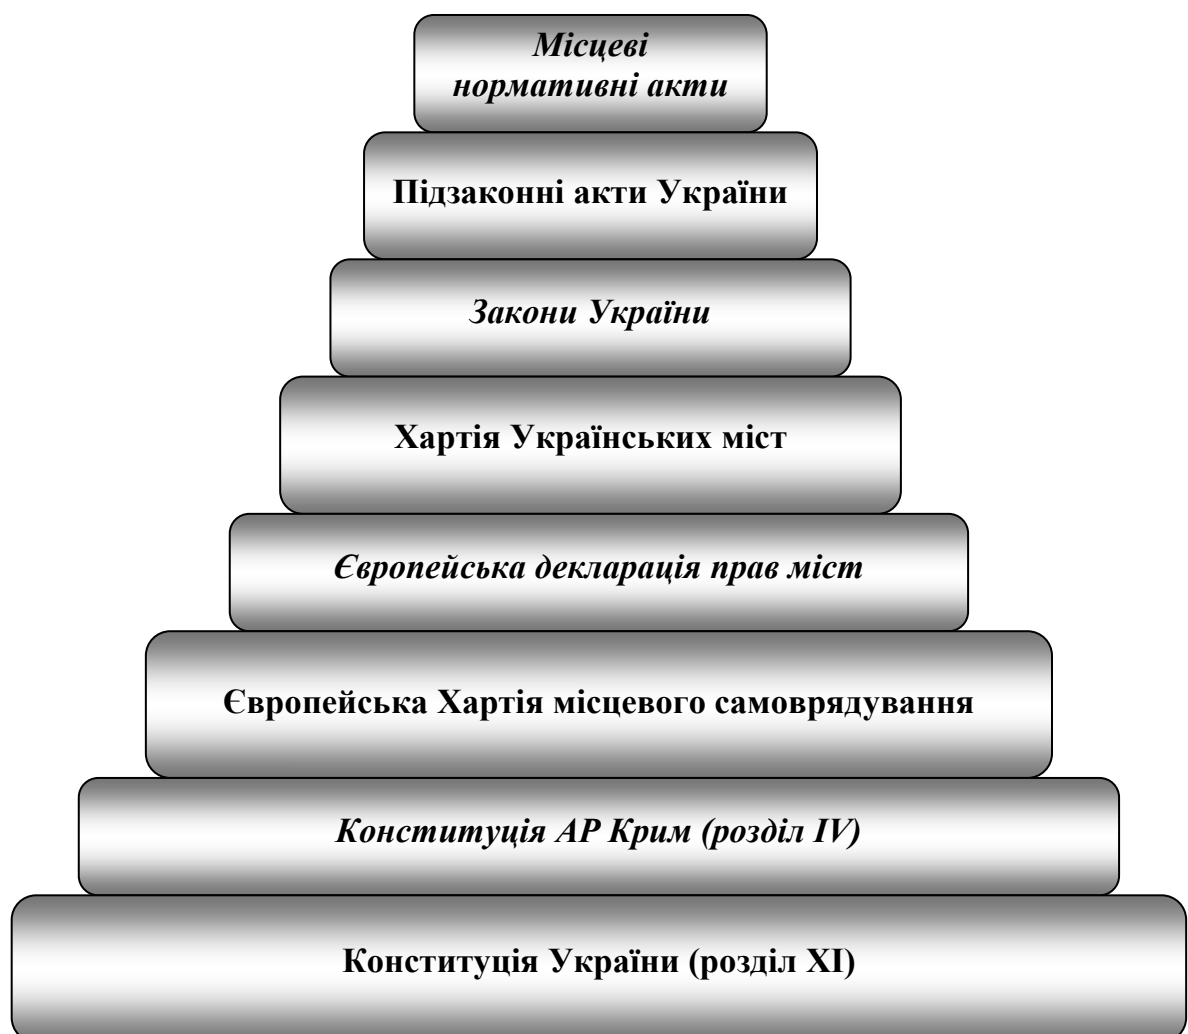 Місцеві
нормативні акти
Підзаконні акти України
Закони України
Хартія Українських міст
Європейська декларація прав міст
Європейська Хартія місцевого самоврядування
Конституція АР Крим (розділ IV)
Конституція України (розділ XI)